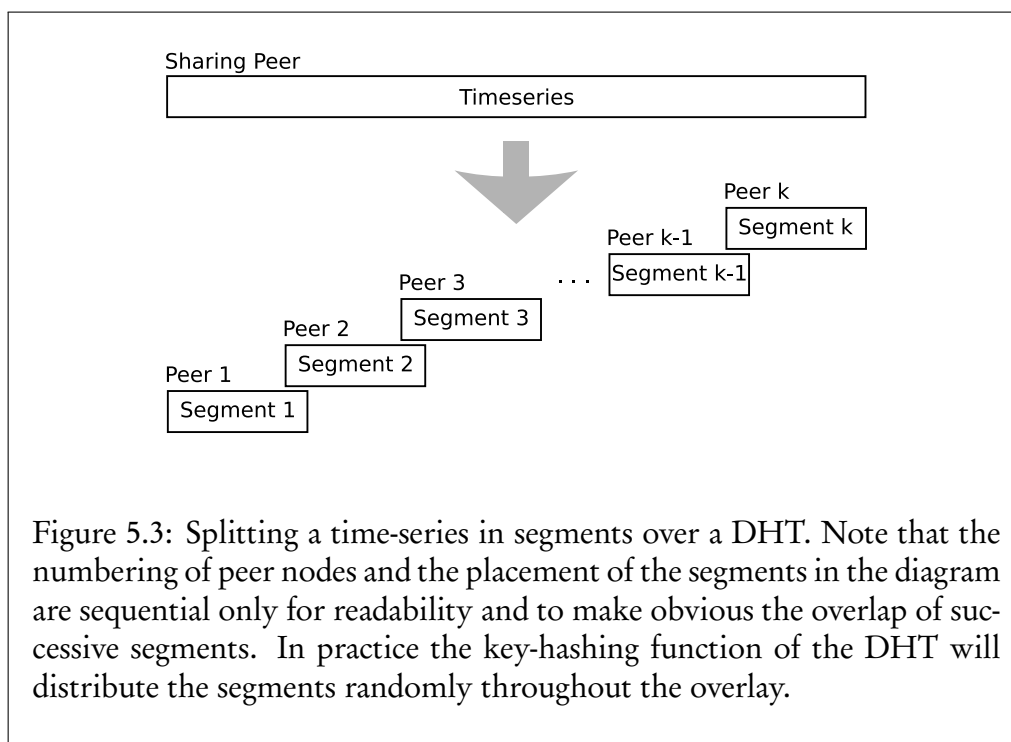 Sharing Peer
Timeseries
Peer k
Segment k
Peer k-1
Segment k-1
. . .
Peer 3
Segment 3
Peer 2
Segment 2
Peer 1
Segment 1
Figure 5.3: Splitting a time-series in segments over a DHT. Note that the
numbering of peer nodes and the placement of the segments in the diagram
are sequential only for readability and to make obvious the overlap of suc-
cessive segments. In practice the key-hashing function of the DHT will
distribute the segments randomly throughout the overlay.